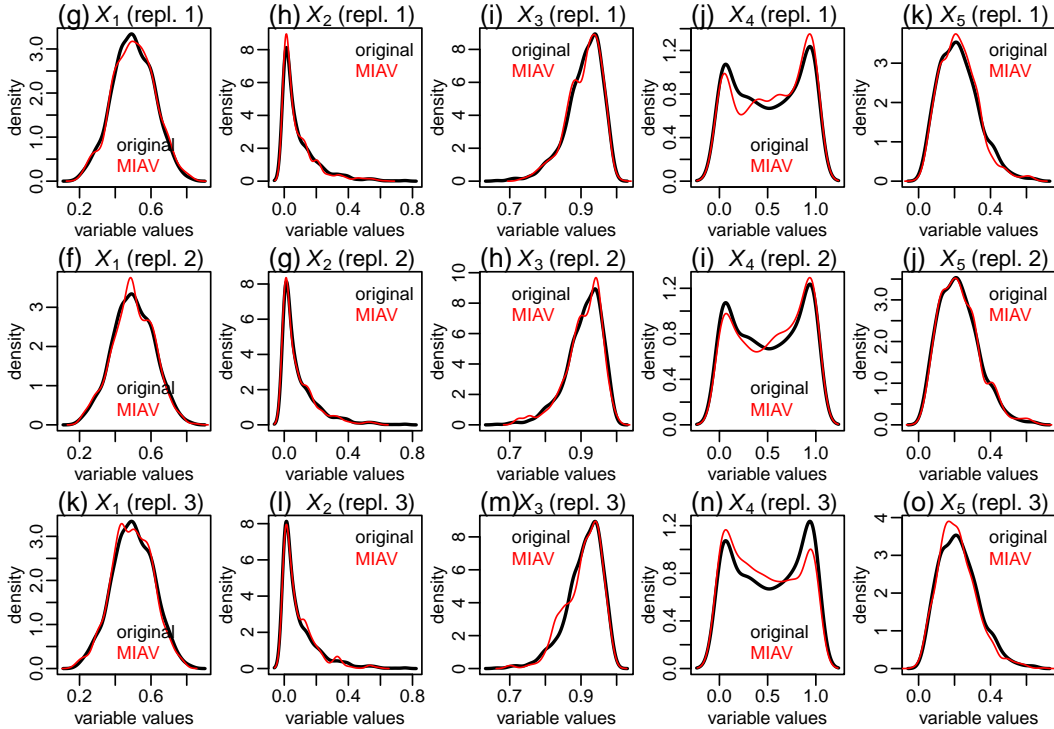 (g) X1 (repl. 1)
density
0.0 1.0 2.0 3.0
original
MIAV
0.2 0.6
variable values
(h) X2 (repl. 1)
density
0 2 4 6 8
original
MIAV
0.0 0.4 0.8
variable values
(i) X3 (repl. 1)
density
0 2 4 6 8
original
MIAV
0.7 0.9
variable values
(j) X4 (repl. 1)
density
0.0 0.4 0.8 1.2
original
MIAV
0.0 0.5 1.0
variable values
(k) X5 (repl. 1)
density
0 1 2 3
original
MIAV
0.0 0.4
variable values
(f) X1 (repl. 2)
density
0 1 2 3
original
MIAV
0.2 0.6
variable values
(g) X2 (repl. 2)
density
0 2 4 6 8
original
MIAV
0.0 0.4 0.8
variable values
(h) X3 (repl. 2)
density
0 2 4 6 8 10
original
MIAV
0.7 0.9
variable values
(i) X4 (repl. 2)
density
0.0 0.4 0.8 1.2
original
MIAV
0.0 0.5 1.0
variable values
(j) X5 (repl. 2)
density
0.0 1.0 2.0 3.0
original
MIAV
0.0 0.4
variable values
(k) X1 (repl. 3)
density
0.0 1.0 2.0 3.0
original
MIAV
0.2 0.6
variable values
(l) X2 (repl. 3)
density
0 2 4 6 8
original
MIAV
0.0 0.4 0.8
variable values
(m) X3 (repl. 3)
density
0 2 4 6 8
original
MIAV
0.7 0.9
variable values
(n) X4 (repl. 3)
density
0.0 0.4 0.8 1.2
original
MIAV
0.0 0.5 1.0
variable values
(o) X5 (repl. 3)
density
0 1 2 3 4
original
MIAV
0.0 0.4
variable values